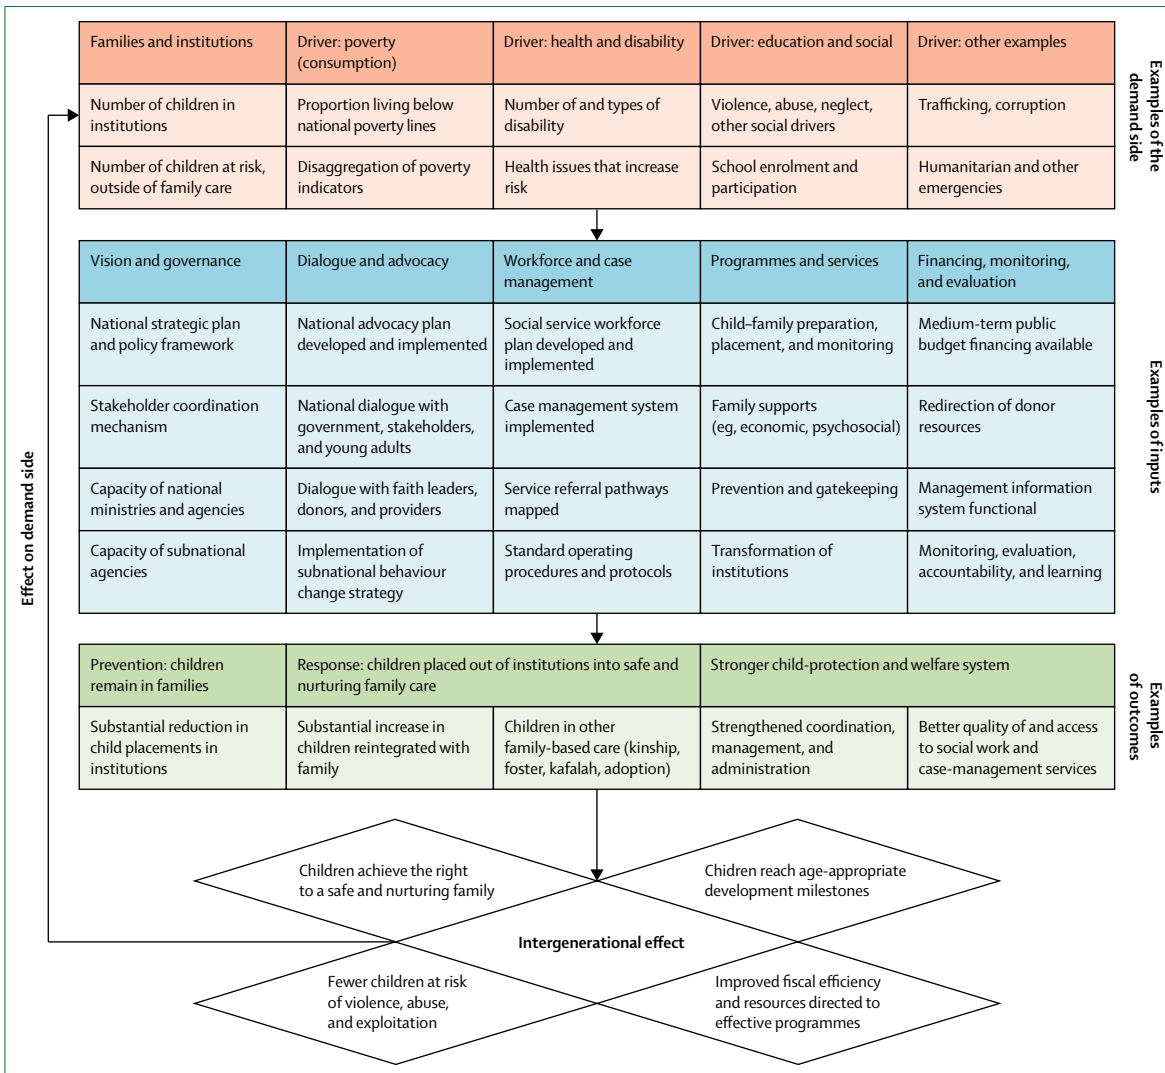 Families and institutions
Driver: poverty
(consumption)
Driver: health and disability
Driver: education and social
Driver: other examples
Number of children in
institutions
Proportion living below
national poverty lines
Number of and types of
disability
Violence, abuse, neglect,
other social drivers
Trafficking, corruption
Number of children at risk,
outside of family care
Disaggregation of poverty
indicators
Health issues that increase
risk
School enrolment and
participation
Humanitarian and other
emergencies
Examples of the
demand side
Vision and governance
Dialogue and advocacy
Workforce and case
management
Programmes and services
Financing, monitoring,
and evaluation
National strategic plan
and policy framework
National advocacy plan
developed and implemented
Social service workforce
plan developed and
implemented
Child–family preparation,
placement, and monitoring
Medium-term public
budget financing available
Stakeholder coordination
mechanism
National dialogue with
government, stakeholders,
and young adults
Case management system
implemented
Family supports
(eg, economic, psychosocial)
Redirection of donor
resources
Capacity of national
ministries and agencies
Dialogue with faith leaders,
donors, and providers
Service referral pathways
mapped
Prevention and gatekeeping
Management information
system functional
Capacity of subnational
agencies
Implementation of
subnational behaviour
change strategy
Standard operating
procedures and protocols
Transformation of
institutions
Monitoring, evaluation,
accountability, and learning
Examples of inputs
Effect on demand side
Prevention: children
remain in families
Response: children placed out of institutions into safe and
nurturing family care
Stronger child-protection and welfare system
Substantial reduction in
child placements in
institutions
Substantial increase in
children reintegrated with
family
Children in other
family-based care (kinship,
foster, kafalah, adoption)
Strengthened coordination,
management, and
administration
Better quality of and access
to social work and
case-management services
Examples
of outcomes
Children achieve the right
to a safe and nurturing family
Chidren reach age-appropriate
development milestones
Intergenerational effect
Fewer children at risk
of violence, abuse,
and exploitation
Improved fiscal efficiency
and resources directed to
effective programmes